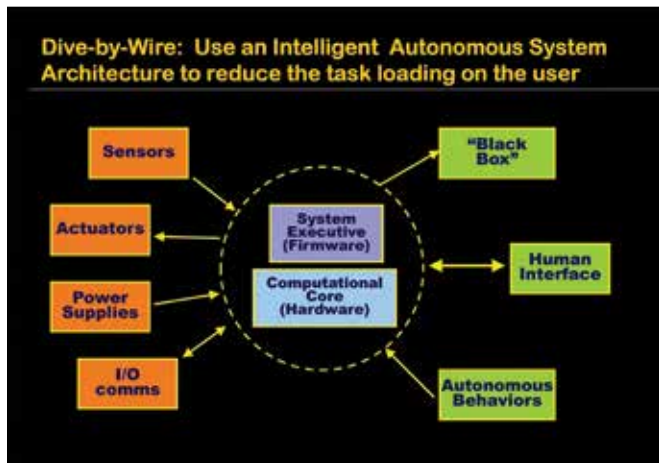 Dive-by-Wire: Use an Intelligent Autonomous System
Architecture to reduce the task loading on the user
Sensors
"Black
Box"
Actuators
System
Executive
(Firmware)
Human
Interface
Power
Supplies
Computational
Core
(Hardware)
I/O
comms
Autonomous
Behaviors